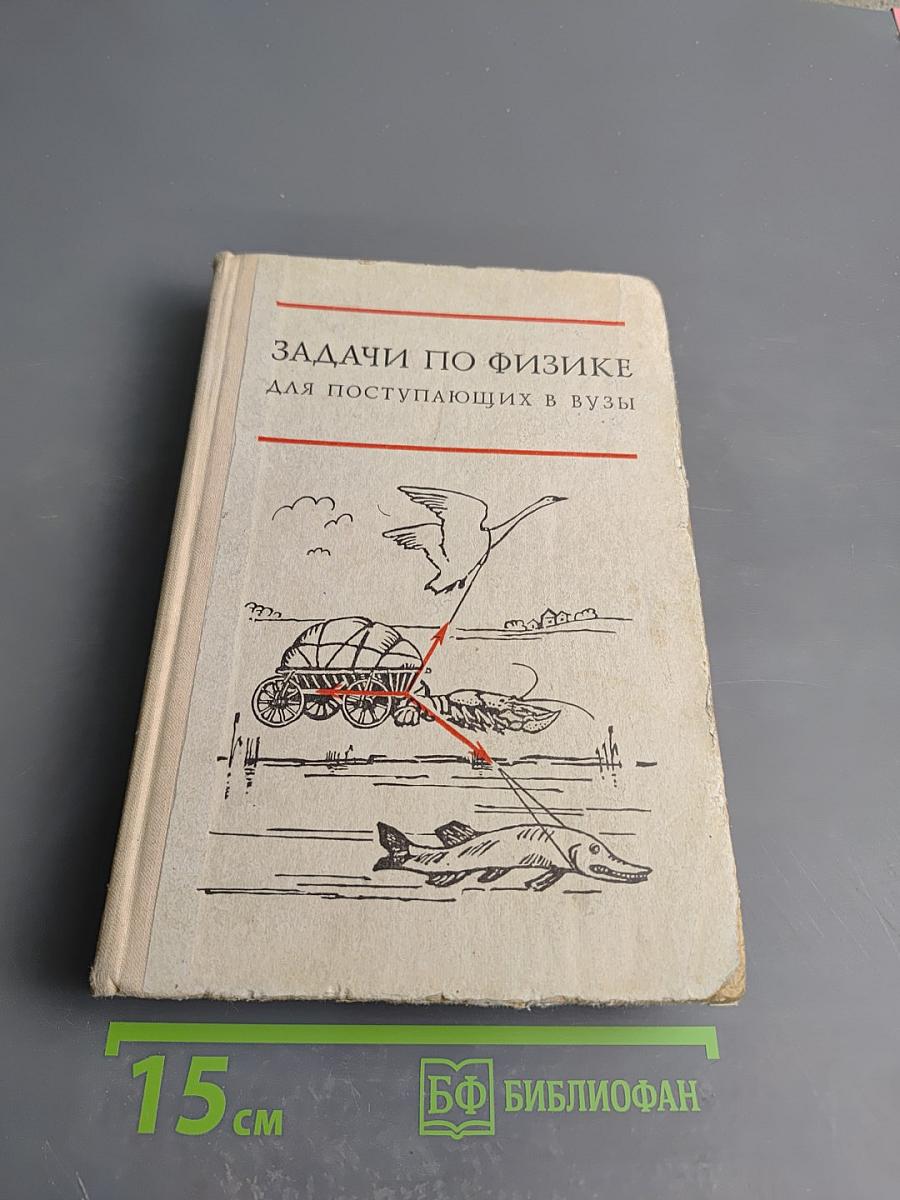 ЗАДАЧИ ПО ФИЗИКЕ
ДЛЯ ПОСТУПАЮЩИХ В ВУЗЫ
15 см
БФ БИБЛИОФАН